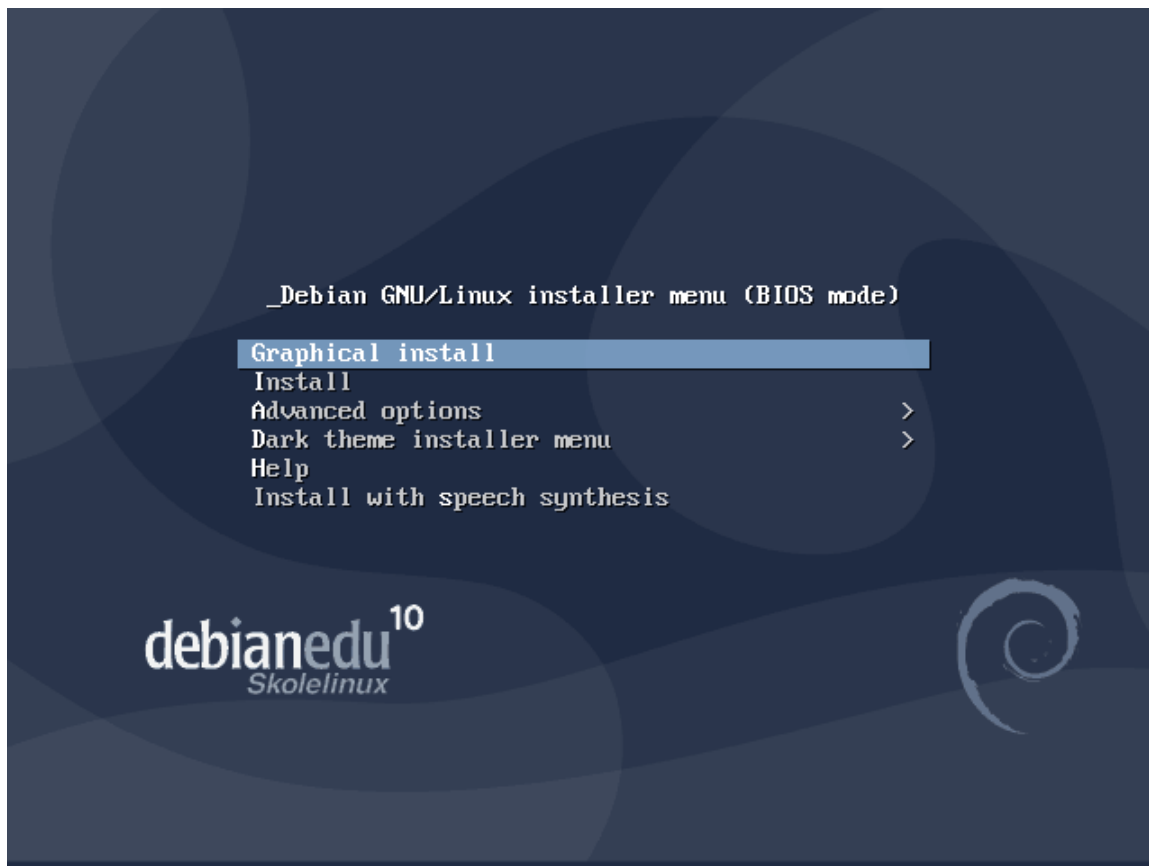 _Debian GNU/Linux installer menu (BIOS mode)
Graphical install
Install
Advanced options >
Dark theme installer menu >
Help
Install with speech synthesis
debianedu 10
Skolelinux